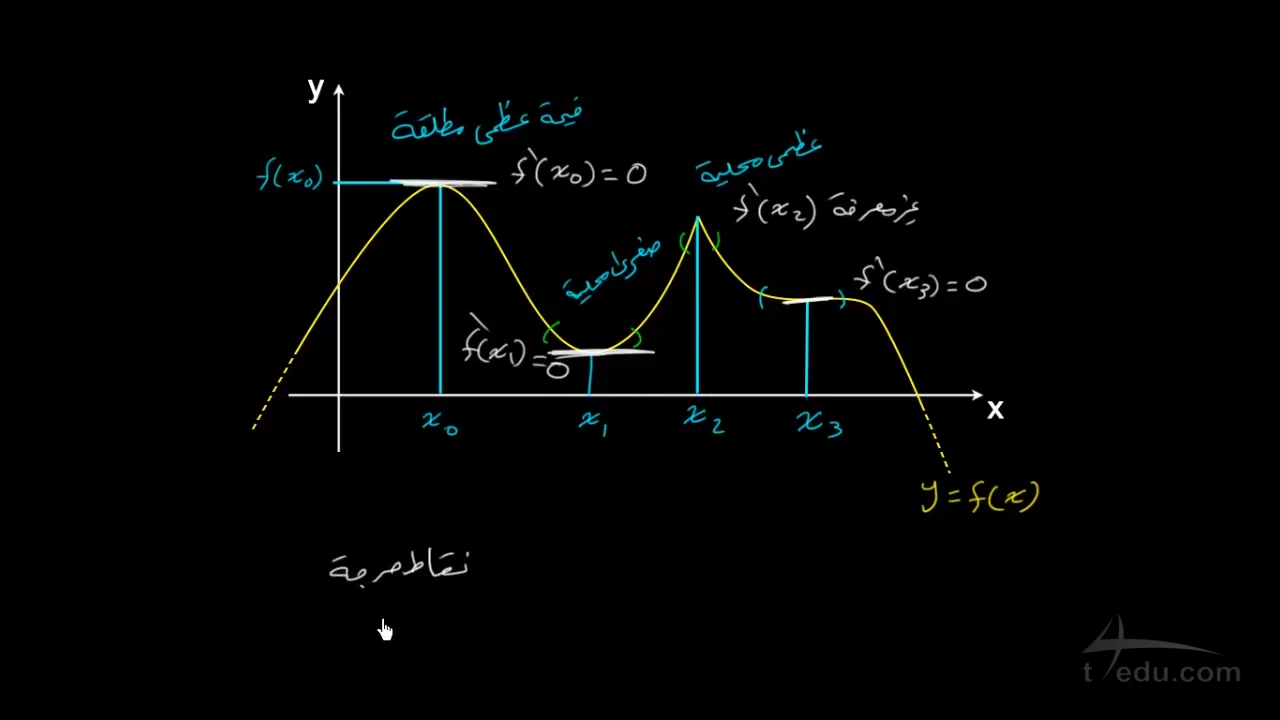 y
قيمة عظمى مطلقة
f(x₀)
f`(x₀) = 0
عظمى محلية
f`(x₂) غير معرفة
صغرى محلية
f`(x₃) = 0
f`(x₁) = 0
x
x₀ x₁ x₂ x₃
y = f(x)
نقاط حرجة
t4edu.com